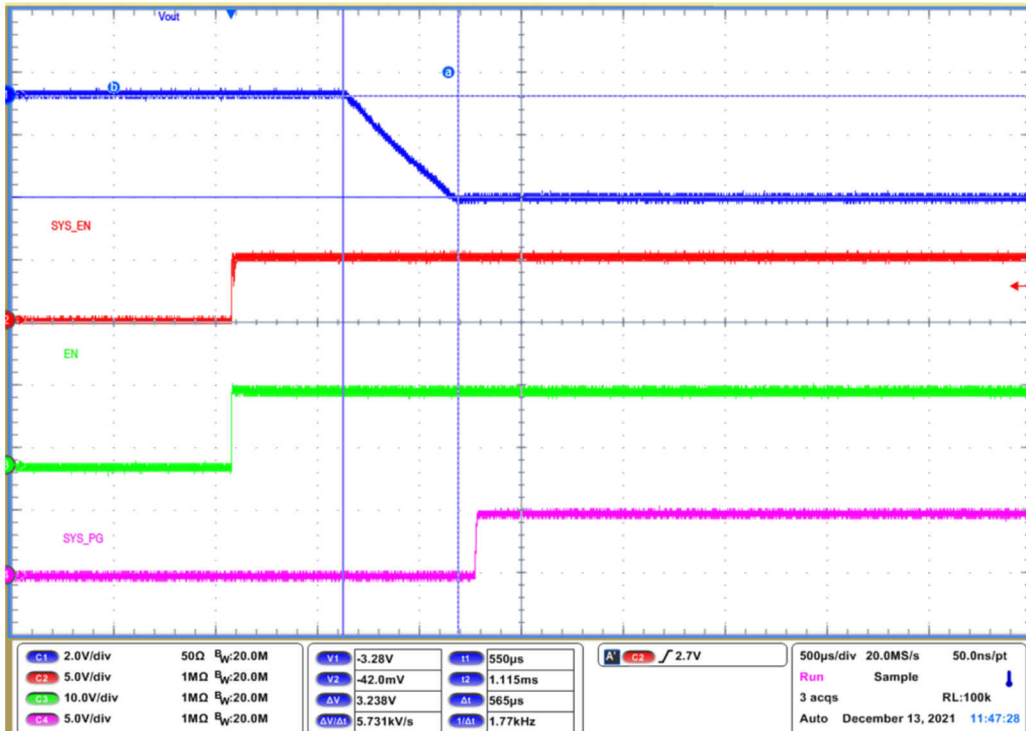 Vout
b
a
1
SYS_EN
2
EN
3
SYS_PG
C1 2.0V/div 50Ω BW:20.0M
C2 5.0V/div 1MΩ BW:20.0M
C3 10.0V/div 1MΩ BW:20.0M
C4 5.0V/div 1MΩ BW:20.0M
V1 -3.28V t1 550µs
V2 -42.0mV t2 1.115ms
ΔV 3.238V Δt 565µs
ΔV/Δt 5.731kV/s 1/Δt 1.77kHz
A' C2 2.7V
500µs/div 20.0MS/s 50.0ns/pt
Run Sample
3 acqs RL:100k
Auto December 13, 2021 11:47:28